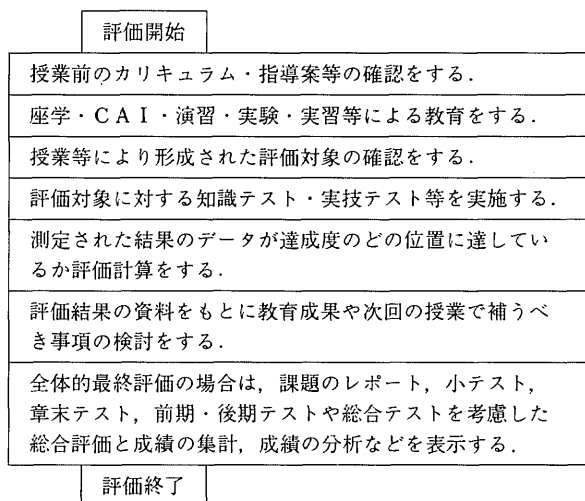 評価開始
授業前のカリキュラム・指導案等の確認をする．
座学・ＣＡＩ・演習・実験・実習等による教育をする．
授業等により形成された評価対象の確認をする．
評価対象に対する知識テスト・実技テスト等を実施する．
測定された結果のデータが達成度のどの位置に達してい
るか評価計算をする．
評価結果の資料をもとに教育成果や次回の授業で補うべ
き事項の検討をする．
全体的最終評価の場合は，課題のレポート，小テスト，
章末テスト，前期・後期テストや総合テストを考慮した
総合評価と成績の集計，成績の分析などを表示する．
評価終了